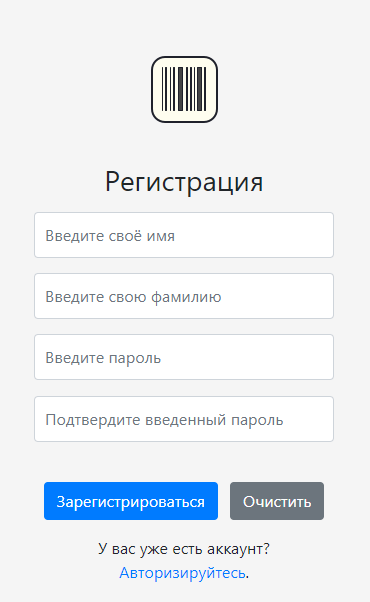 Регистрация
Введите своё имя
Введите свою фамилию
Введите пароль
Подтвердите введенный пароль
Зарегистрироваться Очистить
У вас уже есть аккаунт?
Авторизируйтесь.